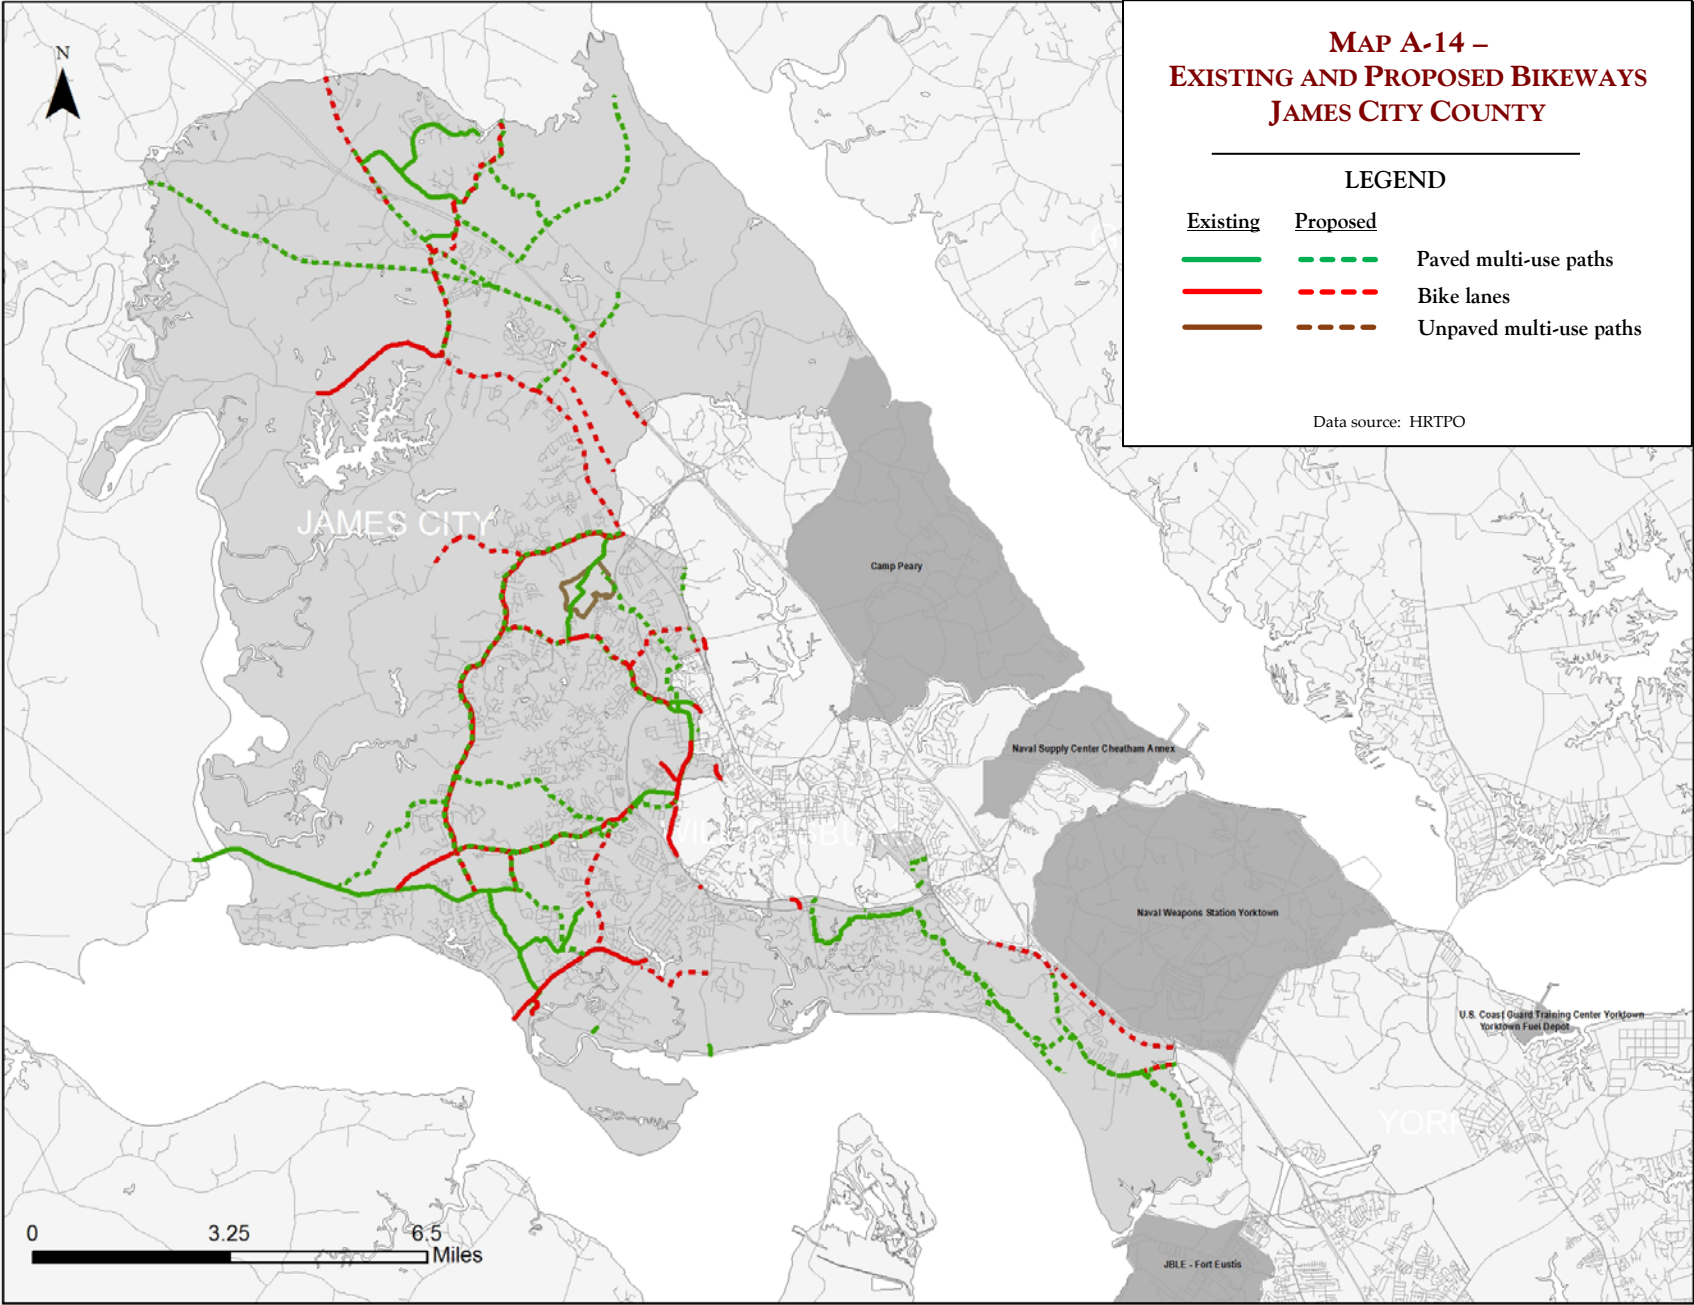 MAP A-14 –
EXISTING AND PROPOSED BIKEWAYS
JAMES CITY COUNTY
LEGEND
Existing Proposed
Paved multi-use paths
Bike lanes
Unpaved multi-use paths
Data source: HRTPO
N
JAMES CITY
Camp Peary
Naval Supply Center Cheatham Annex
Naval Weapons Station Yorktown
U.S. Coast Guard Training Center Yorktown
Yorktown Fuel Depot
YORK
JBLE - Fort Eustis
0 3.25 6.5
Miles